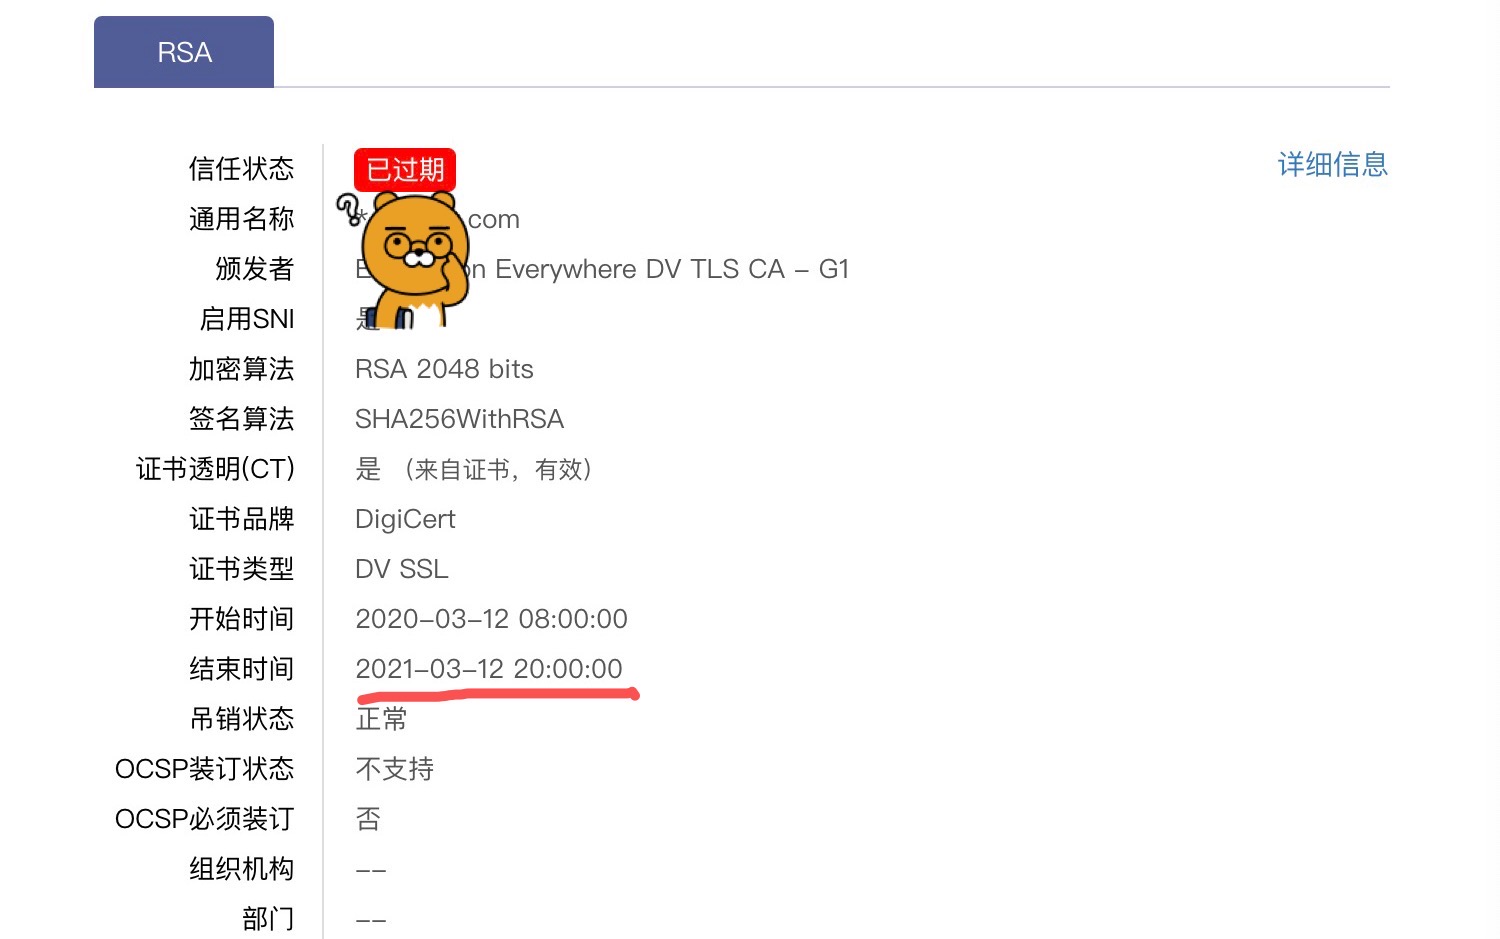 RSA
信任状态 已过期 详细信息
通用名称 com
颁发者 Everywhere DV TLS CA - G1
启用SNI 是
加密算法 RSA 2048 bits
签名算法 SHA256WithRSA
证书透明(CT) 是 （来自证书，有效）
证书品牌 DigiCert
证书类型 DV SSL
开始时间 2020-03-12 08:00:00
结束时间 2021-03-12 20:00:00
吊销状态 正常
OCSP装订状态 不支持
OCSP必须装订 否
组织机构 --
部门 --